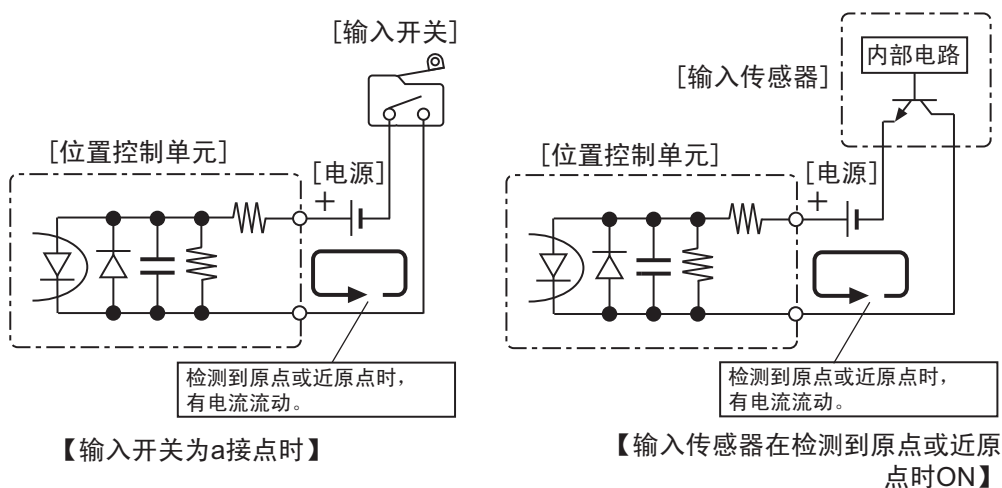 [输入开关]
[位置控制单元]
[电源]
+
检测到原点或近原点时，
有电流流动。
【输入开关为a接点时】
内部电路
[输入传感器]
[位置控制单元]
[电源]
+
检测到原点或近原点时，
有电流流动。
【输入传感器在检测到原点或近原
点时ON】